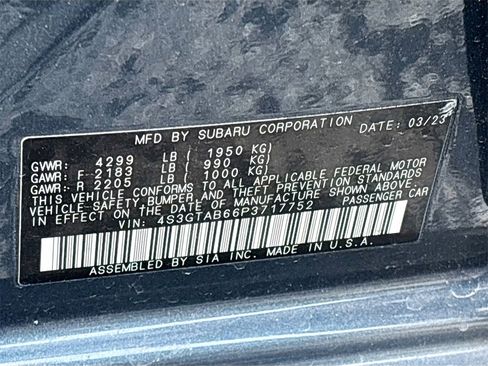 MFD BY SUBARU CORPORATION DATE: 03/23
GVWR: 4299 LB ( 1950 KG)
GAWR: F 2183 LB ( 990 KG)
GAWR: R 2205 LB ( 1000 KG)
THIS VEHICLE CONFORMS TO ALL APPLICABLE FEDERAL MOTOR
VEHICLE SAFETY,BUMPER, AND THEFT PREVENTION STANDARDS
IN EFFECT ON THE DATE OF MANUFACTURE SHOWN ABOVE.
VIN: 4S3GTAB66P3717752 PASSENGER CAR
ASSEMBLED BY SIA INC. MADE IN U.S.A.